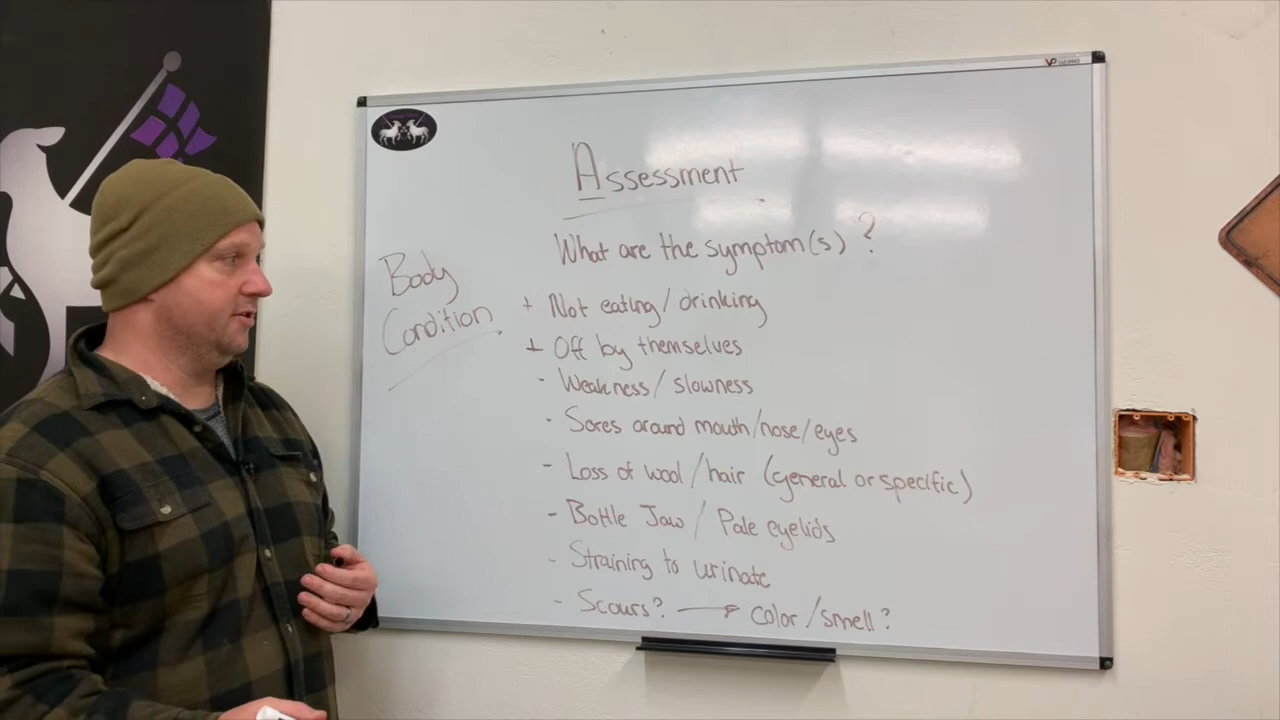 Assessment
What are the symptom(s)?
Body
Condition
+ Not eating/drinking
+ Off by themselves
- Weakness/slowness
- Sores around mouth/nose/eyes
- Loss of wool/hair (general or specific)
- Bottle Jaw / Pale eyelids
- Straining to urinate
- Scours? → color/smell?